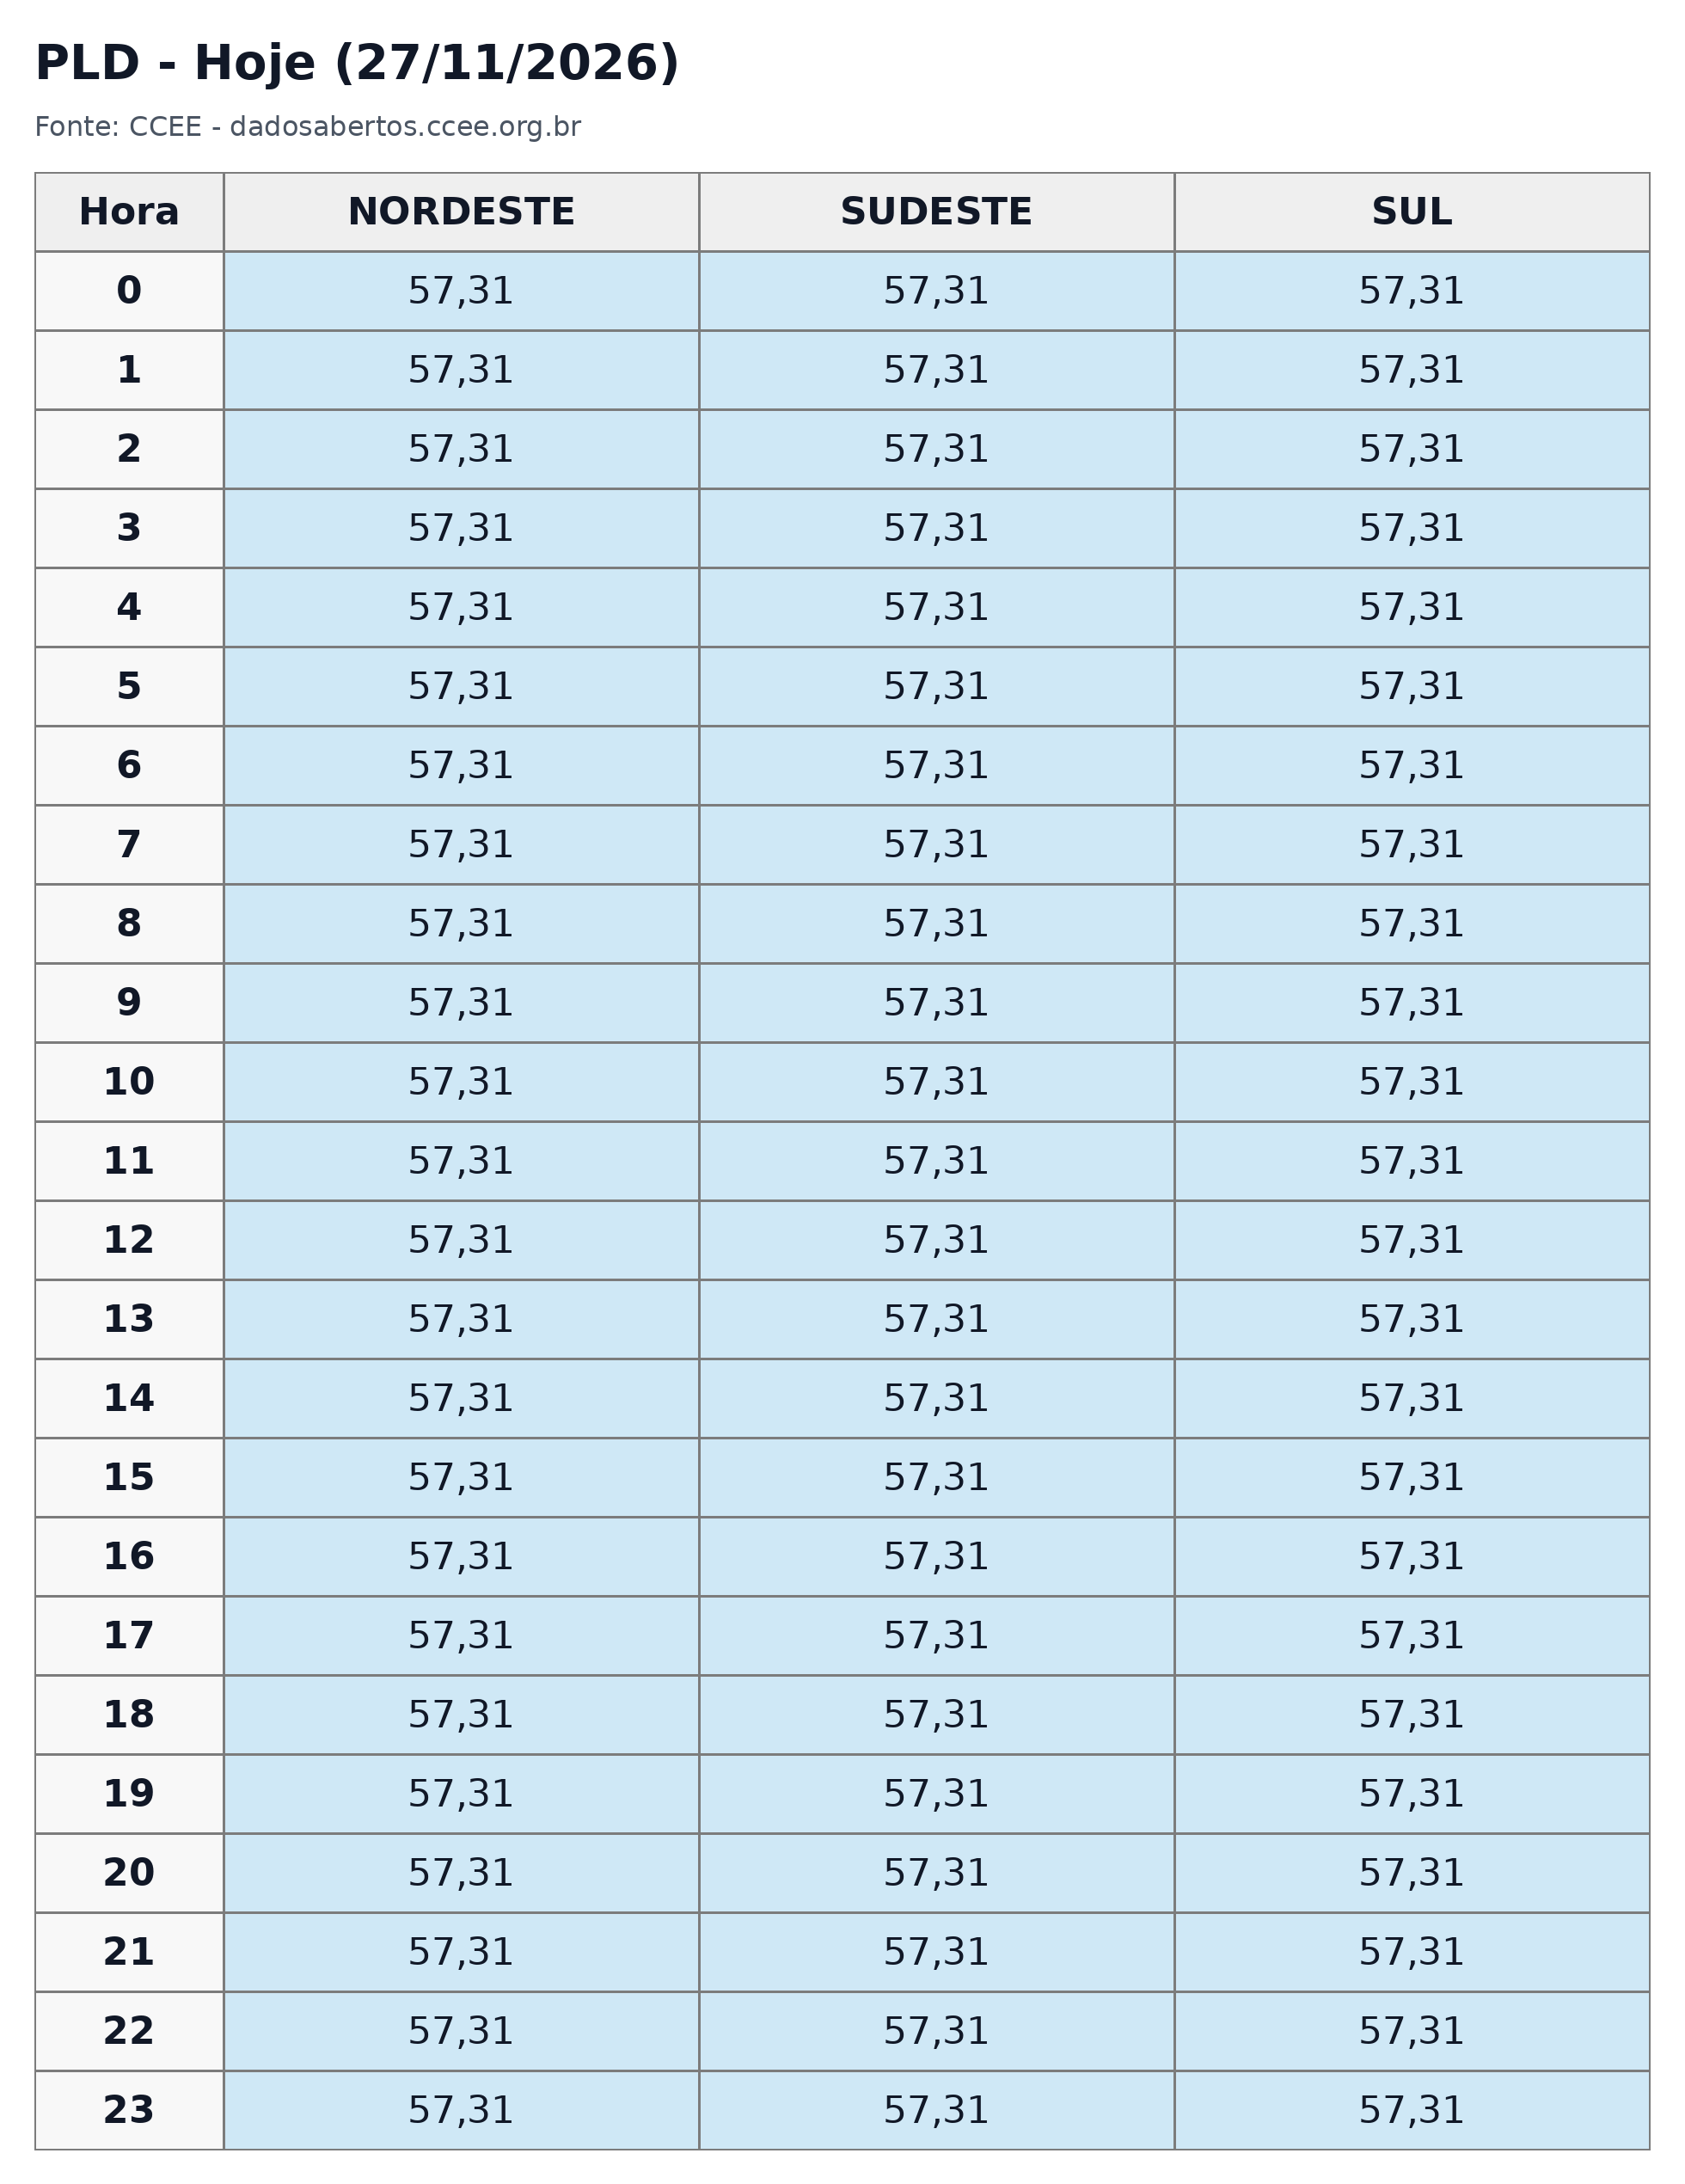 PLD - Hoje (27/11/2026)
Fonte: CCEE - dadosabertos.ccee.org.br
Hora NORDESTE SUDESTE SUL
0 57,31 57,31 57,31
1 57,31 57,31 57,31
2 57,31 57,31 57,31
3 57,31 57,31 57,31
4 57,31 57,31 57,31
5 57,31 57,31 57,31
6 57,31 57,31 57,31
7 57,31 57,31 57,31
8 57,31 57,31 57,31
9 57,31 57,31 57,31
10 57,31 57,31 57,31
11 57,31 57,31 57,31
12 57,31 57,31 57,31
13 57,31 57,31 57,31
14 57,31 57,31 57,31
15 57,31 57,31 57,31
16 57,31 57,31 57,31
17 57,31 57,31 57,31
18 57,31 57,31 57,31
19 57,31 57,31 57,31
20 57,31 57,31 57,31
21 57,31 57,31 57,31
22 57,31 57,31 57,31
23 57,31 57,31 57,31